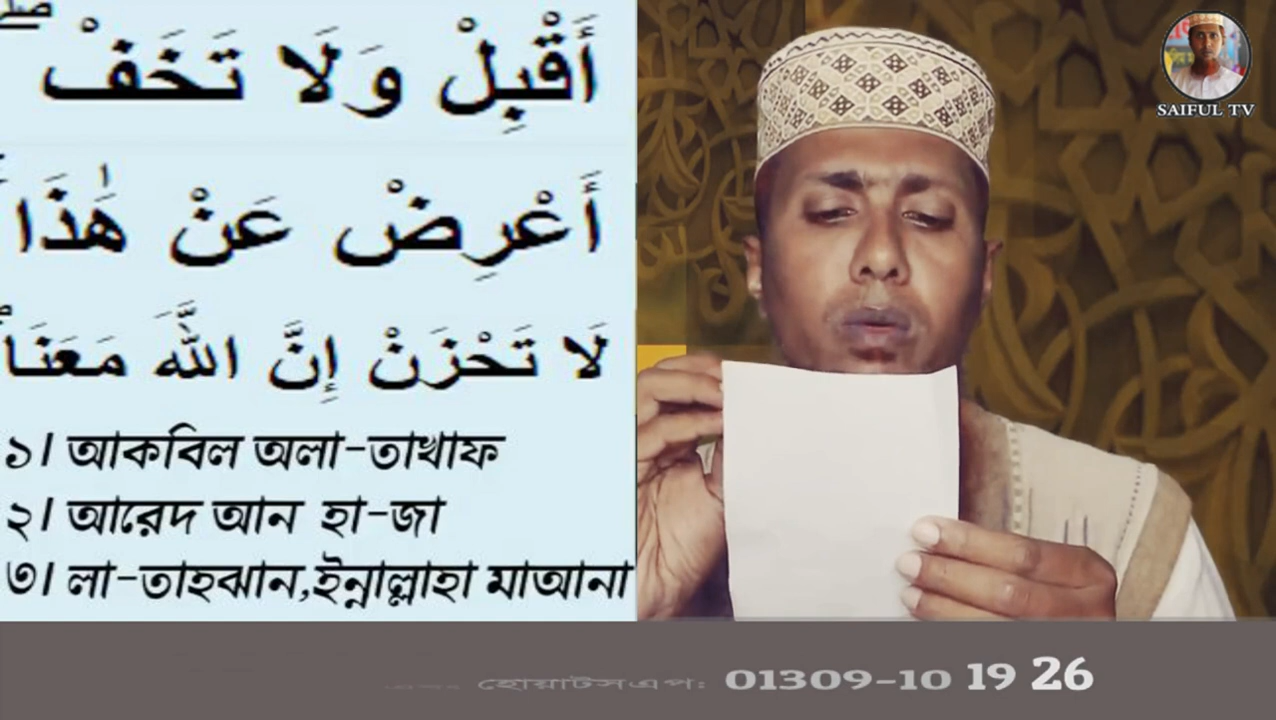 أَقْبِلْ وَلَا تَخَفْ ۖ
أَعْرِضْ عَنْ هَٰذَا
لَا تَحْزَنْ إِنَّ اللَّهَ مَعَنَا
১। আকবিল অলা-তাখাফ
২। আরেদ আন হা-জা
৩। লা-তাহঝান,ইন্নাল্লাহা মাআনা
SAIFUL TV
হোয়াটসএপ: 01309-10 19 26